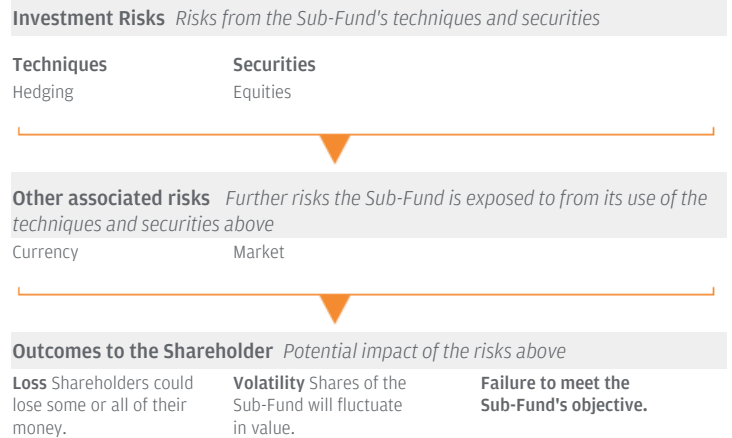 Investment Risks Risks from the Sub-Fund's techniques and securities
Techniques Securities
Hedging Equities
Other associated risks Further risks the Sub-Fund is exposed to from its use of the
techniques and securities above
Currency Market
Outcomes to the Shareholder Potential impact of the risks above
Loss Shareholders could
lose some or all of their
money.
Volatility Shares of the
Sub-Fund will fluctuate
in value.
Failure to meet the
Sub-Fund's objective.